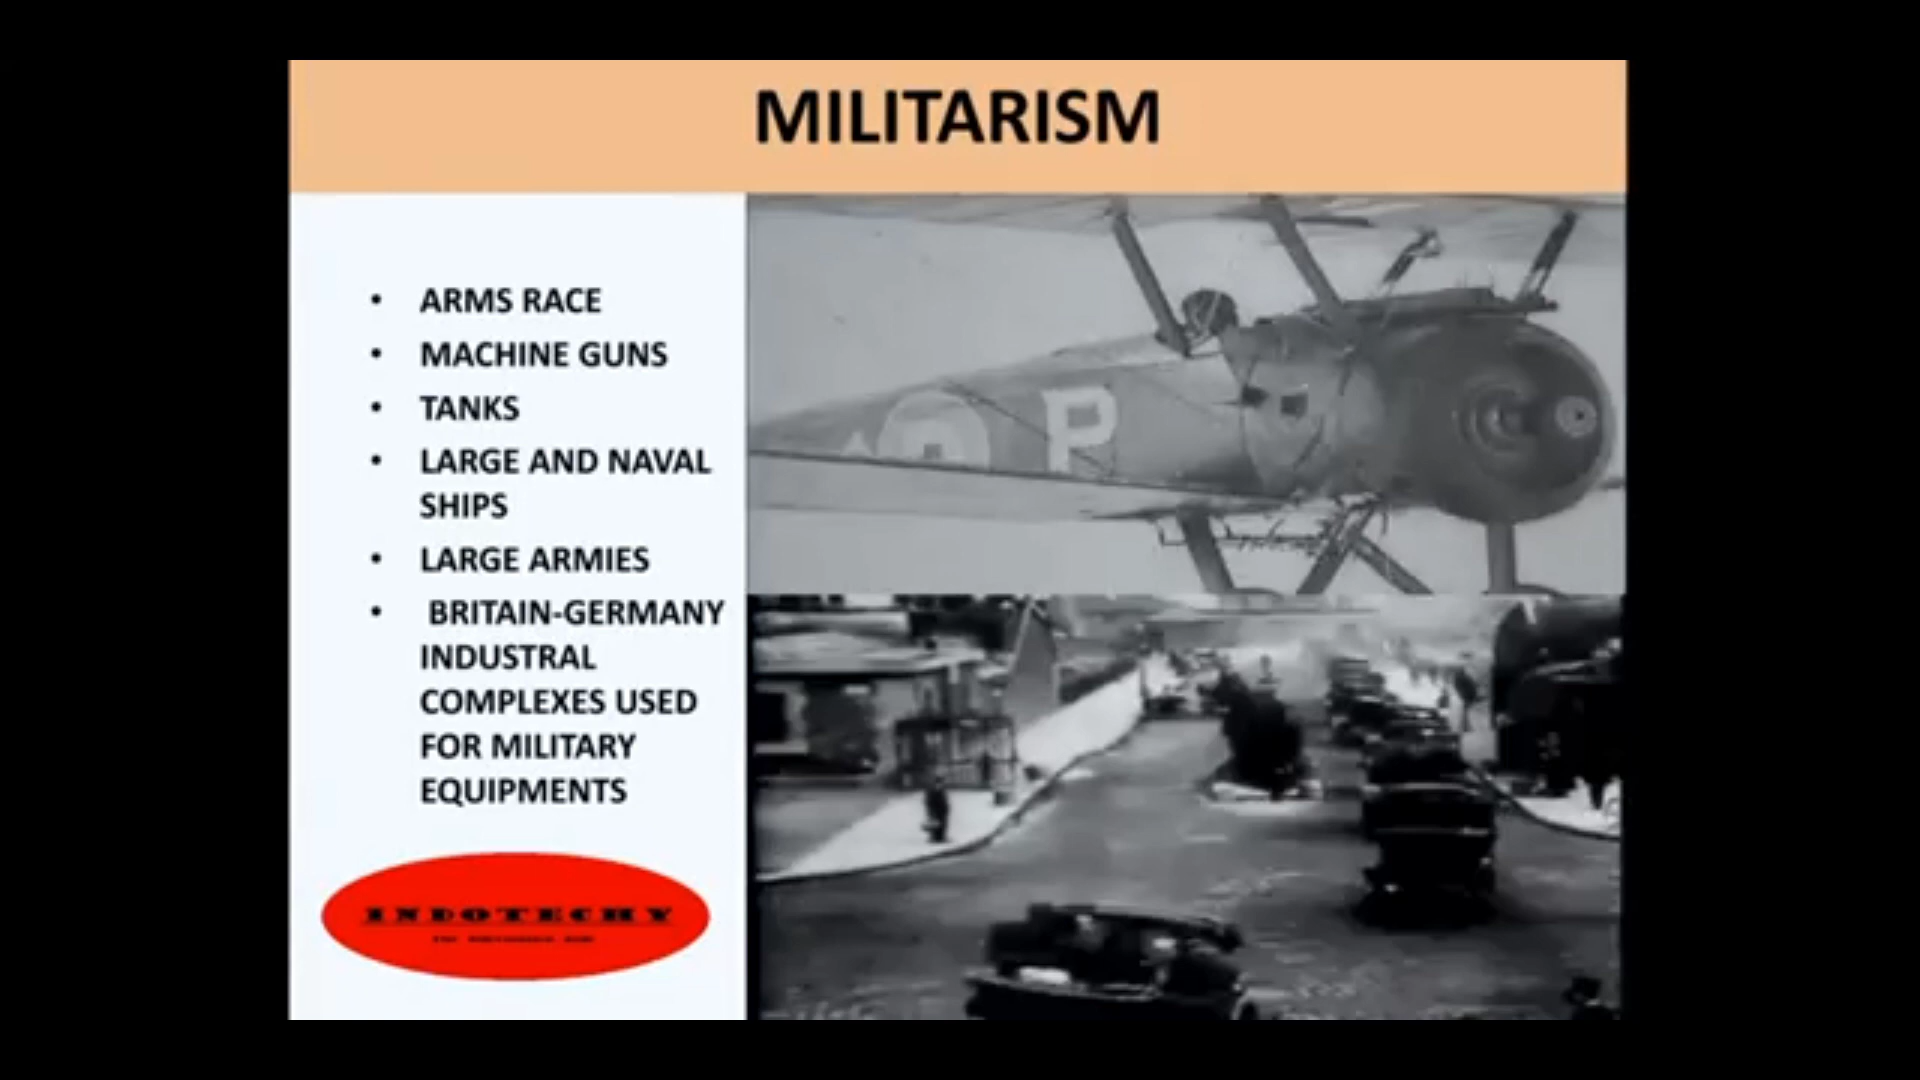 MILITARISM
• ARMS RACE
• MACHINE GUNS
• TANKS
• LARGE AND NAVAL
SHIPS
• LARGE ARMIES
• BRITAIN-GERMANY
INDUSTRAL
COMPLEXES USED
FOR MILITARY
EQUIPMENTS
INDOTECHY
P